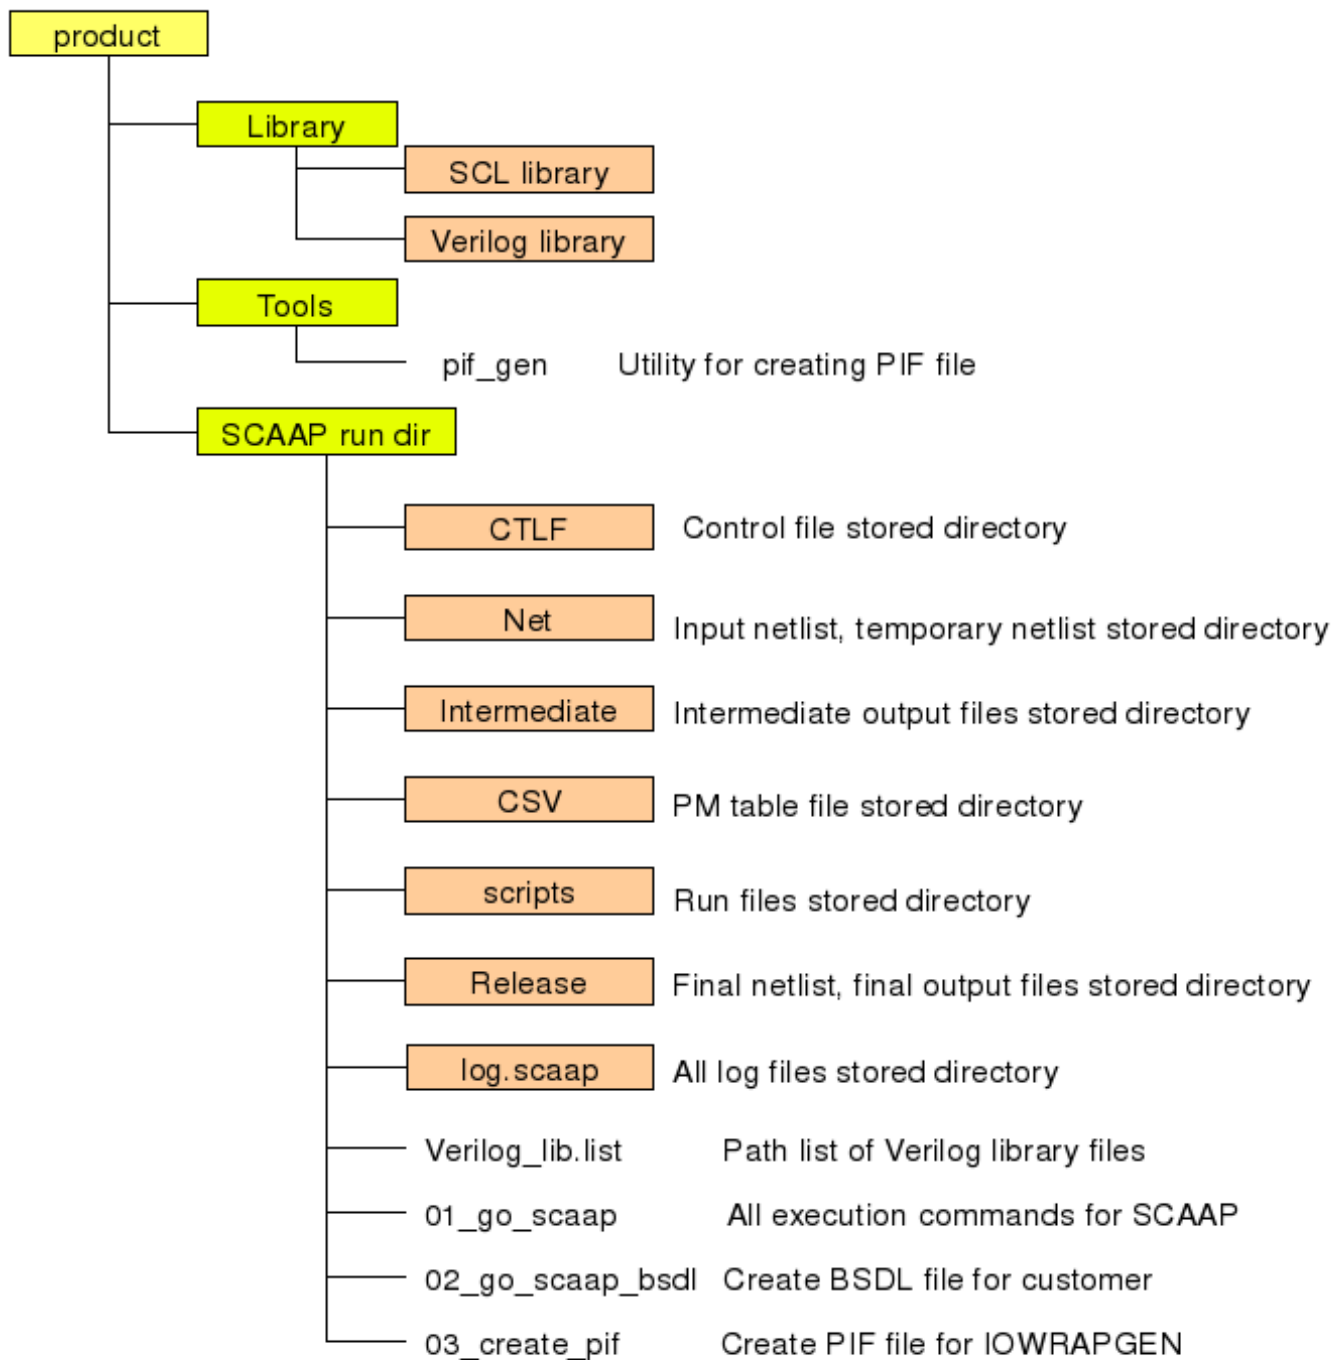 product
Library
SCL library
Verilog library
Tools
pif_gen Utility for creating PIF file
SCAAP run dir
CTLF Control file stored directory
Net Input netlist, temporary netlist stored directory
Intermediate Intermediate output files stored directory
CSV PM table file stored directory
scripts Run files stored directory
Release Final netlist, final output files stored directory
log.scaap All log files stored directory
Verilog_lib.list Path list of Verilog library files
01_go_scaap All execution commands for SCAAP
02_go_scaap_bsdl Create BSDL file for customer
03_create_pif Create PIF file for IOWRAPGEN